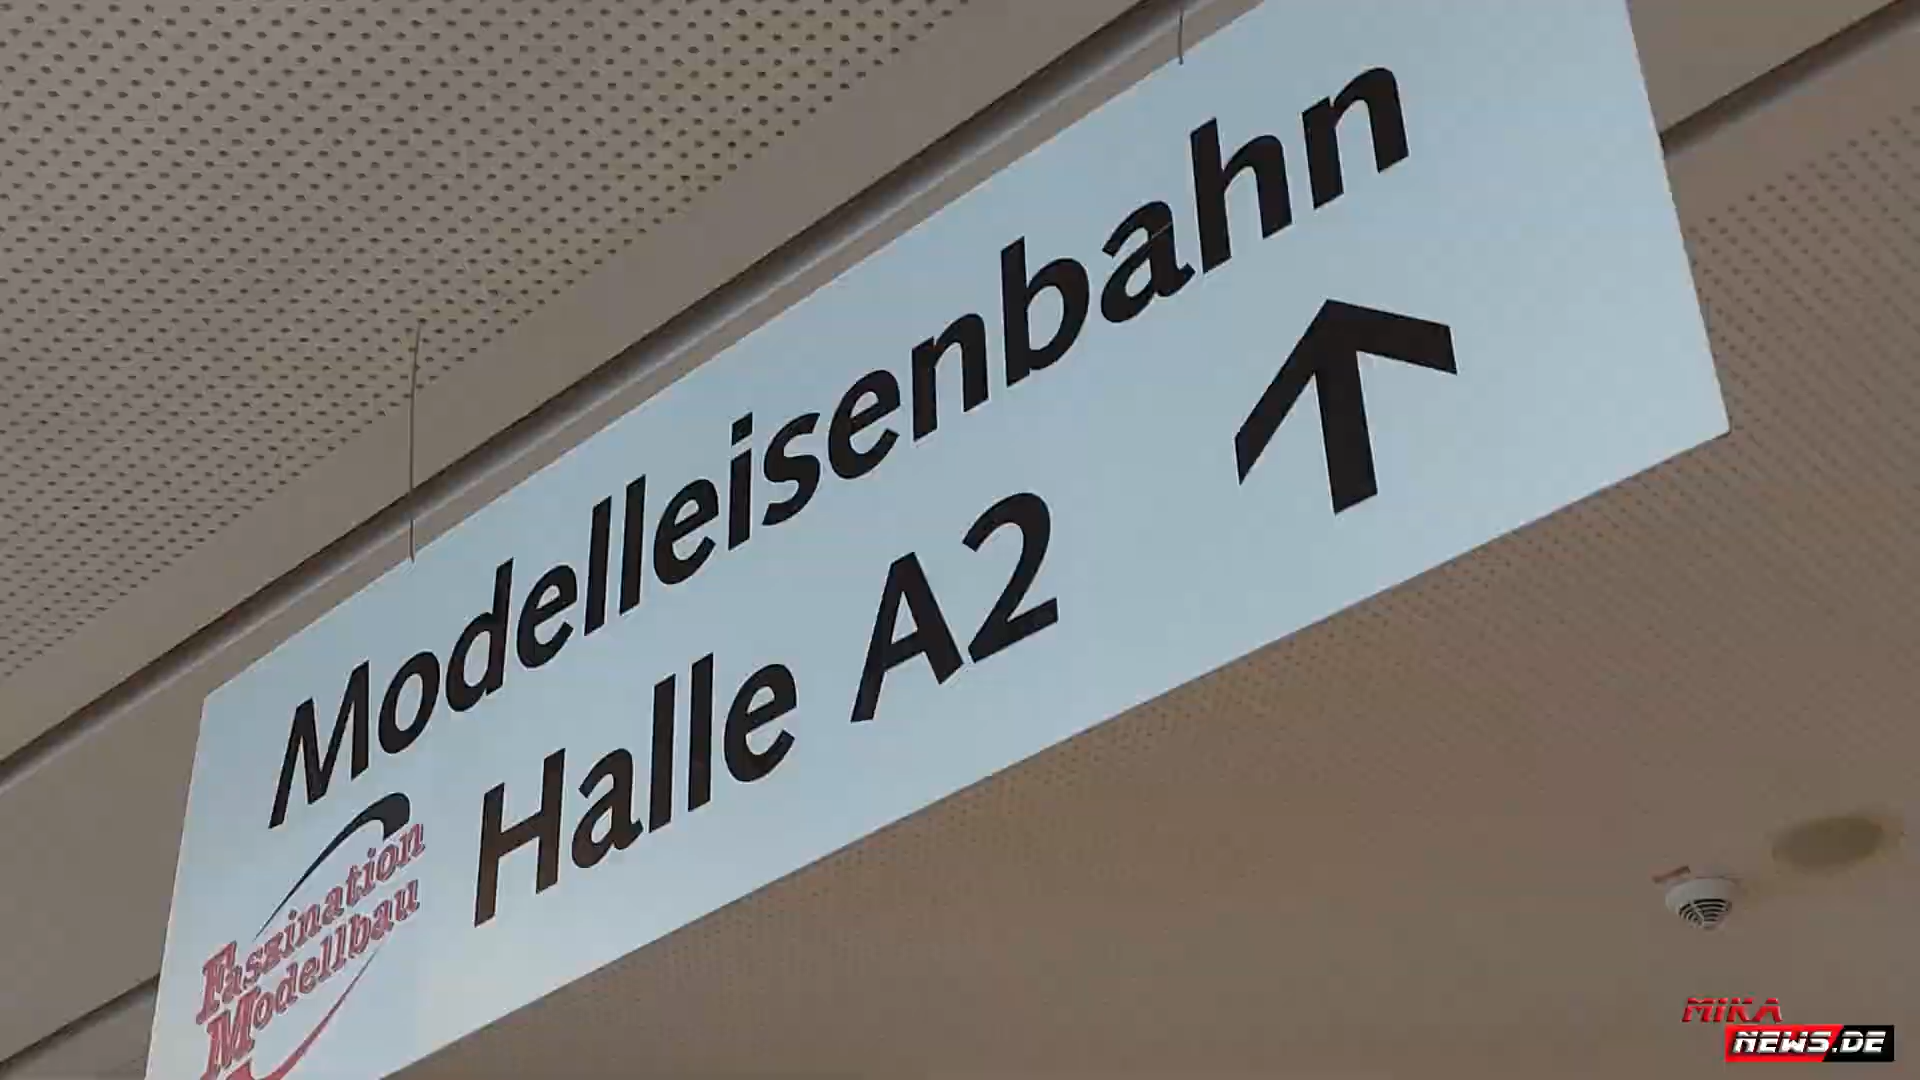 Modelleisenbahn
Halle A2
Faszination
Modellbau
MIKA
NEWS.DE